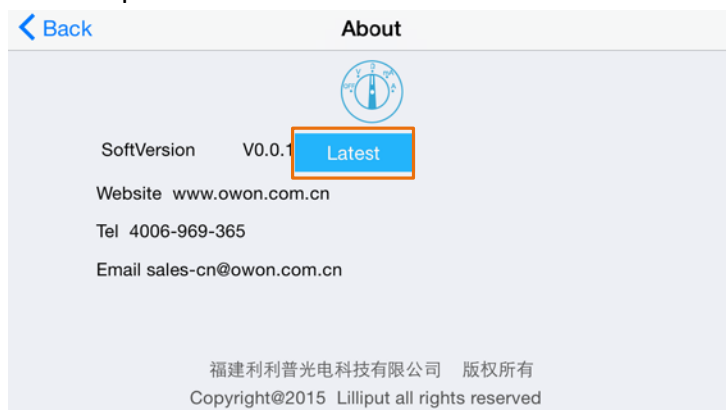 Back
About
SoftVersion V0.0.1 Latest
Website www.owon.com.cn
Tel 4006-969-365
Email sales-cn@owon.com.cn
福建利利普光电科技有限公司 版权所有
Copyright@2015 Lilliput all rights reserved